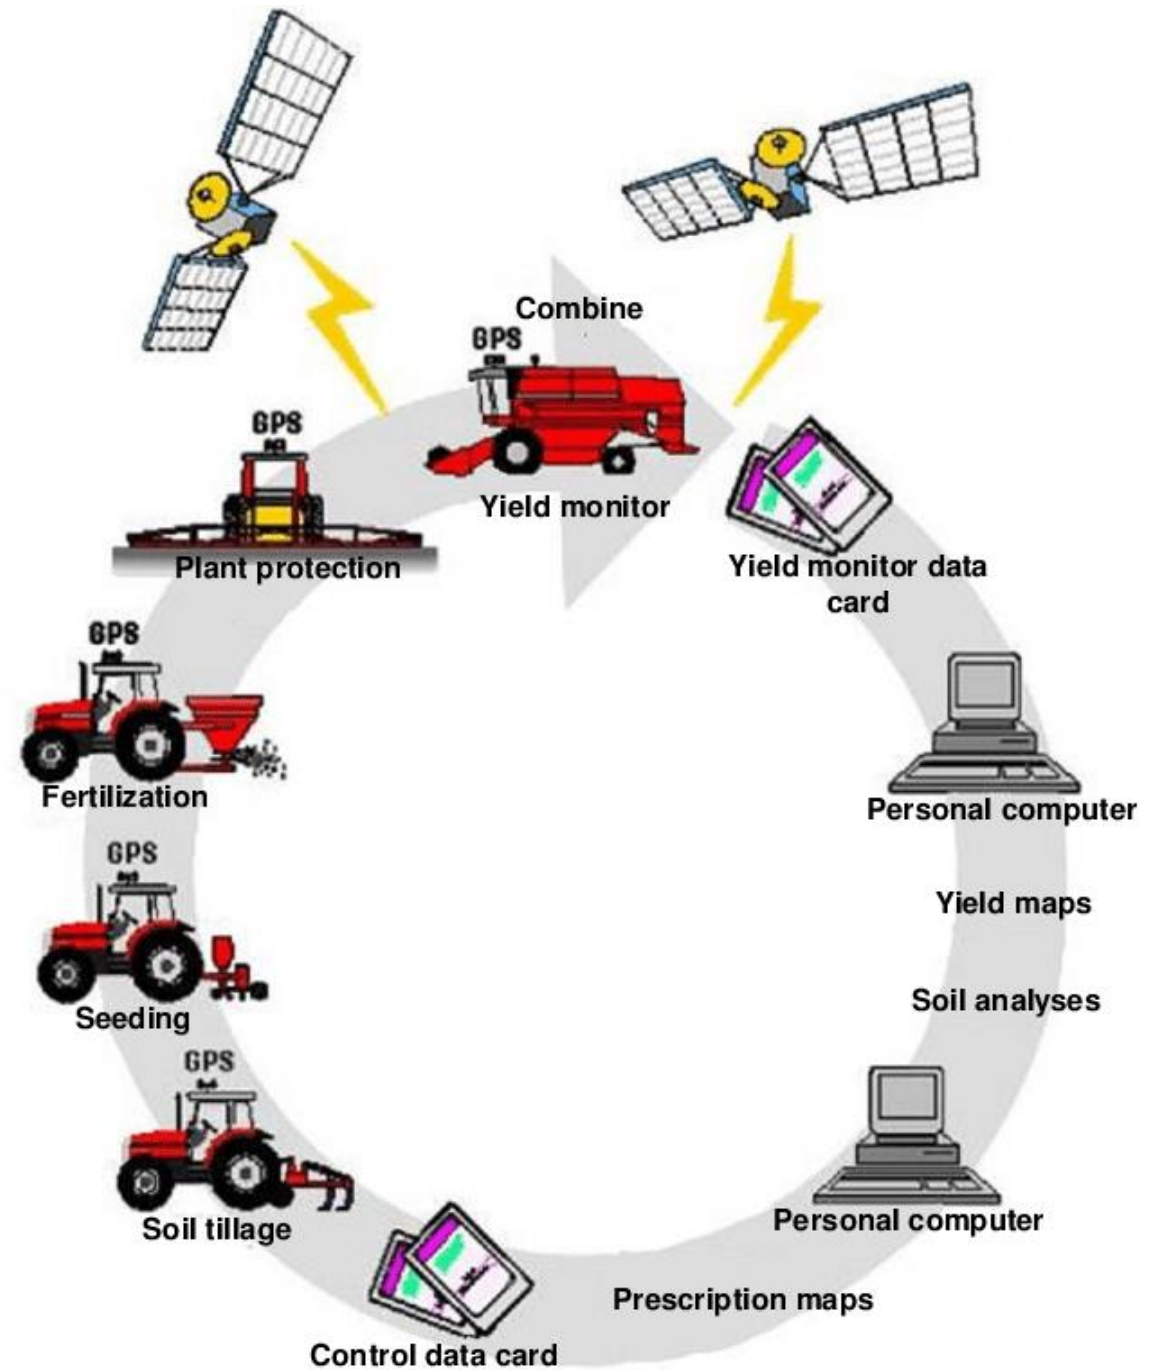 Combine
GPS
Yield monitor
GPS
Plant protection
Yield monitor data
card
GPS
Fertilization
Personal computer
GPS
Seeding
Yield maps
Soil analyses
GPS
Soil tillage
Personal computer
Prescription maps
Control data card